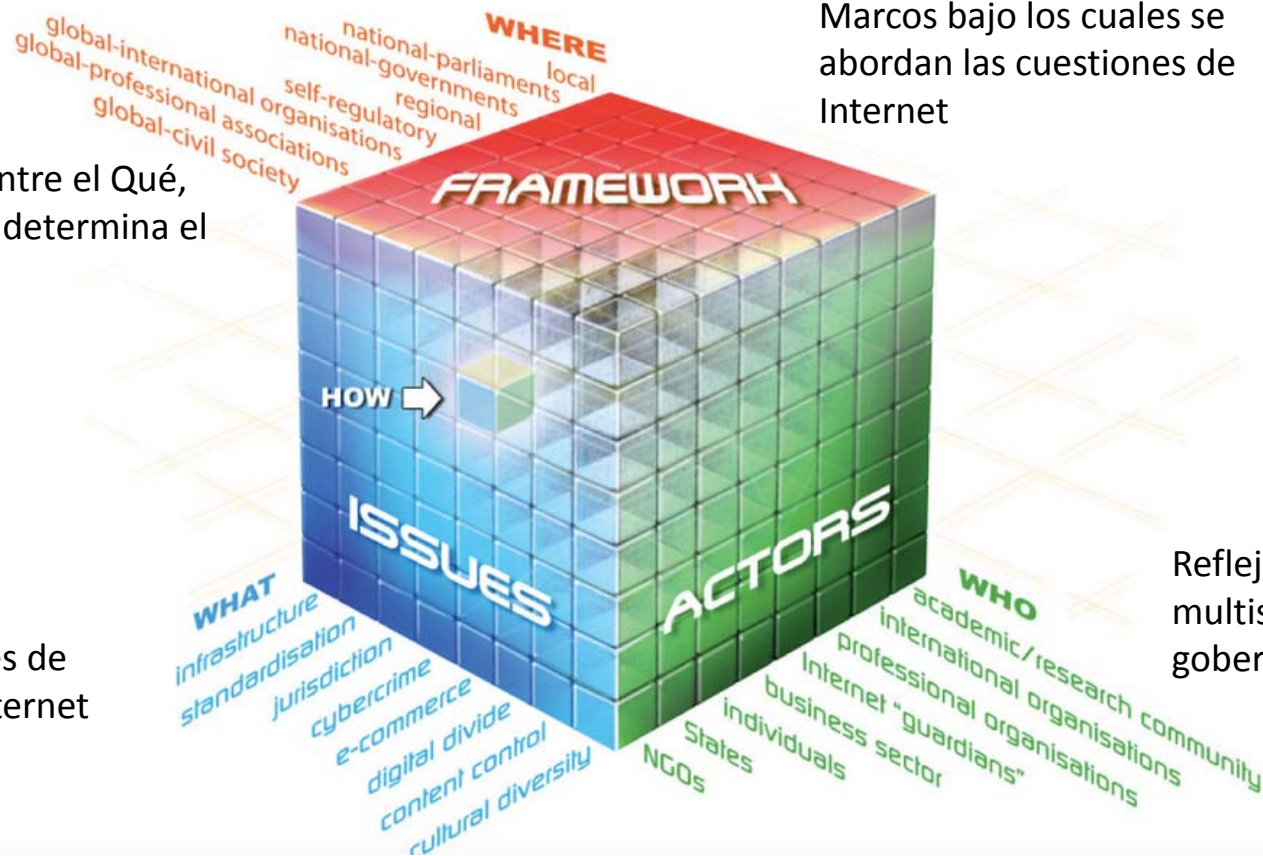 WHERE
local
national-parliaments
national-governments
regional
self-regulatory
global-international organisations
global-professional associations
global-civil society
Marcos bajo los cuales se
abordan las cuestiones de
Internet
ntre el Qué,
determina el
FRAMEWORK
HOW
ISSUES
ACTORS
WHAT
infrastructure
standardisation
jurisdiction
cybercrime
e-commerce
digital divide
content control
cultural diversity
s de
ternet
WHO
academic/research community
international organisations
professional organisations
Internet "guardians"
business sector
individuals
States
NGOs
Reflej
multis
gober